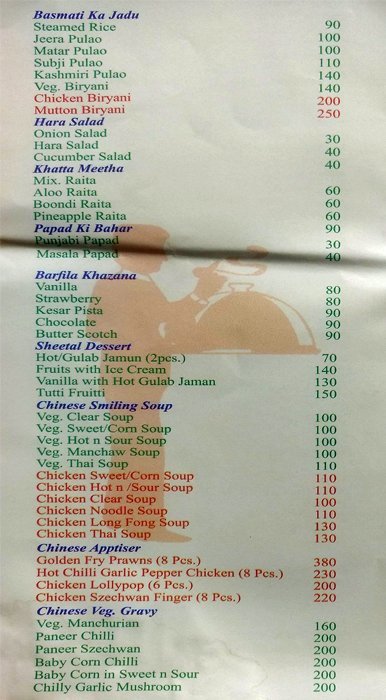 Basmati Ka Jadu
Steamed Rice 90
Jeera Pulao 100
Matar Pulao 100
Subji Pulao 110
Kashmiri Pulao 140
Veg. Biryani 140
Chicken Biryani 200
Mutton Biryani 250
Hara Salad
Onion Salad 30
Hara Salad 40
Cucumber Salad 40
Khatta Meetha
Mix. Raita 60
Aloo Raita 60
Boondi Raita 60
Pineapple Raita 90
Papad Ki Bahar
Punjabi Papad 30
Masala Papad 40
Barfila Khazana
Vanilla 80
Strawberry 80
Kesar Pista 90
Chocolate 90
Butter Scotch 90
Sheetal Dessert
Hot/Gulab Jamun (2pcs.) 70
Fruits with Ice Cream 140
Vanilla with Hot Gulab Jaman 130
Tutti Fruitti 150
Chinese Smiling Soup
Veg. Clear Soup 100
Veg. Sweet/Corn Soup 100
Veg. Hot n Sour Soup 100
Veg. Manchaw Soup 100
Veg. Thai Soup 110
Chicken Sweet/Corn Soup 110
Chicken Hot n /Sour Soup 110
Chicken Clear Soup 100
Chicken Noodle Soup 110
Chicken Long Fong Soup 130
Chicken Thai Soup 130
Chinese Apptiser
Golden Fry Prawns (8 Pcs.) 380
Hot Chilli Garlic Pepper Chicken (8 Pcs.) 230
Chicken Lollypop (6 Pcs.) 200
Chicken Szechwan Finger (8 Pcs.) 220
Chinese Veg. Gravy
Veg. Manchurian 160
Paneer Chilli 200
Paneer Szechwan 200
Baby Corn Chilli 200
Baby Corn in Sweet n Sour 200
Chilly Garlic Mushroom 200